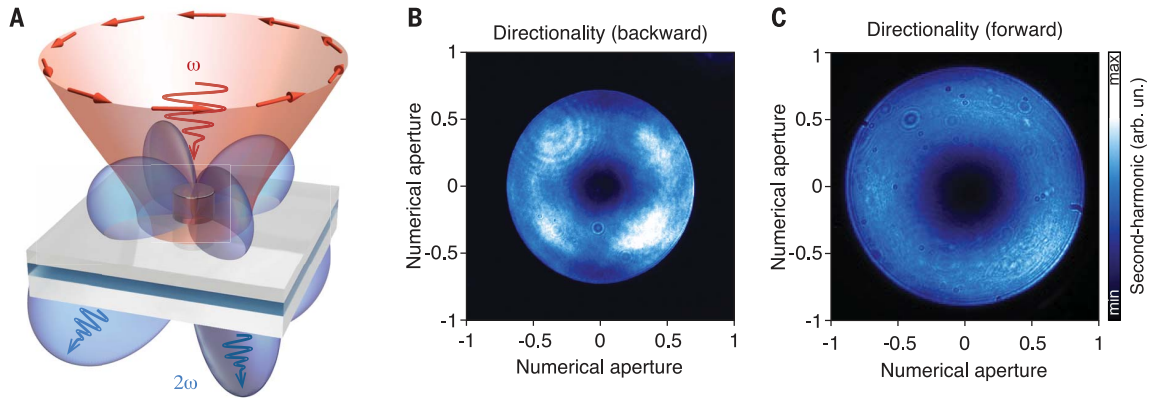 A
ω
2ω
B
Directionality (backward)
1
0.5
0
-0.5
-1
Numerical aperture
-1
-0.5
0
0.5
1
Numerical aperture
C
Directionality (forward)
1
0.5
0
-0.5
-1
Numerical aperture
-1
-0.5
0
0.5
1
Numerical aperture
max
min
Second-harmonic (arb. un.)